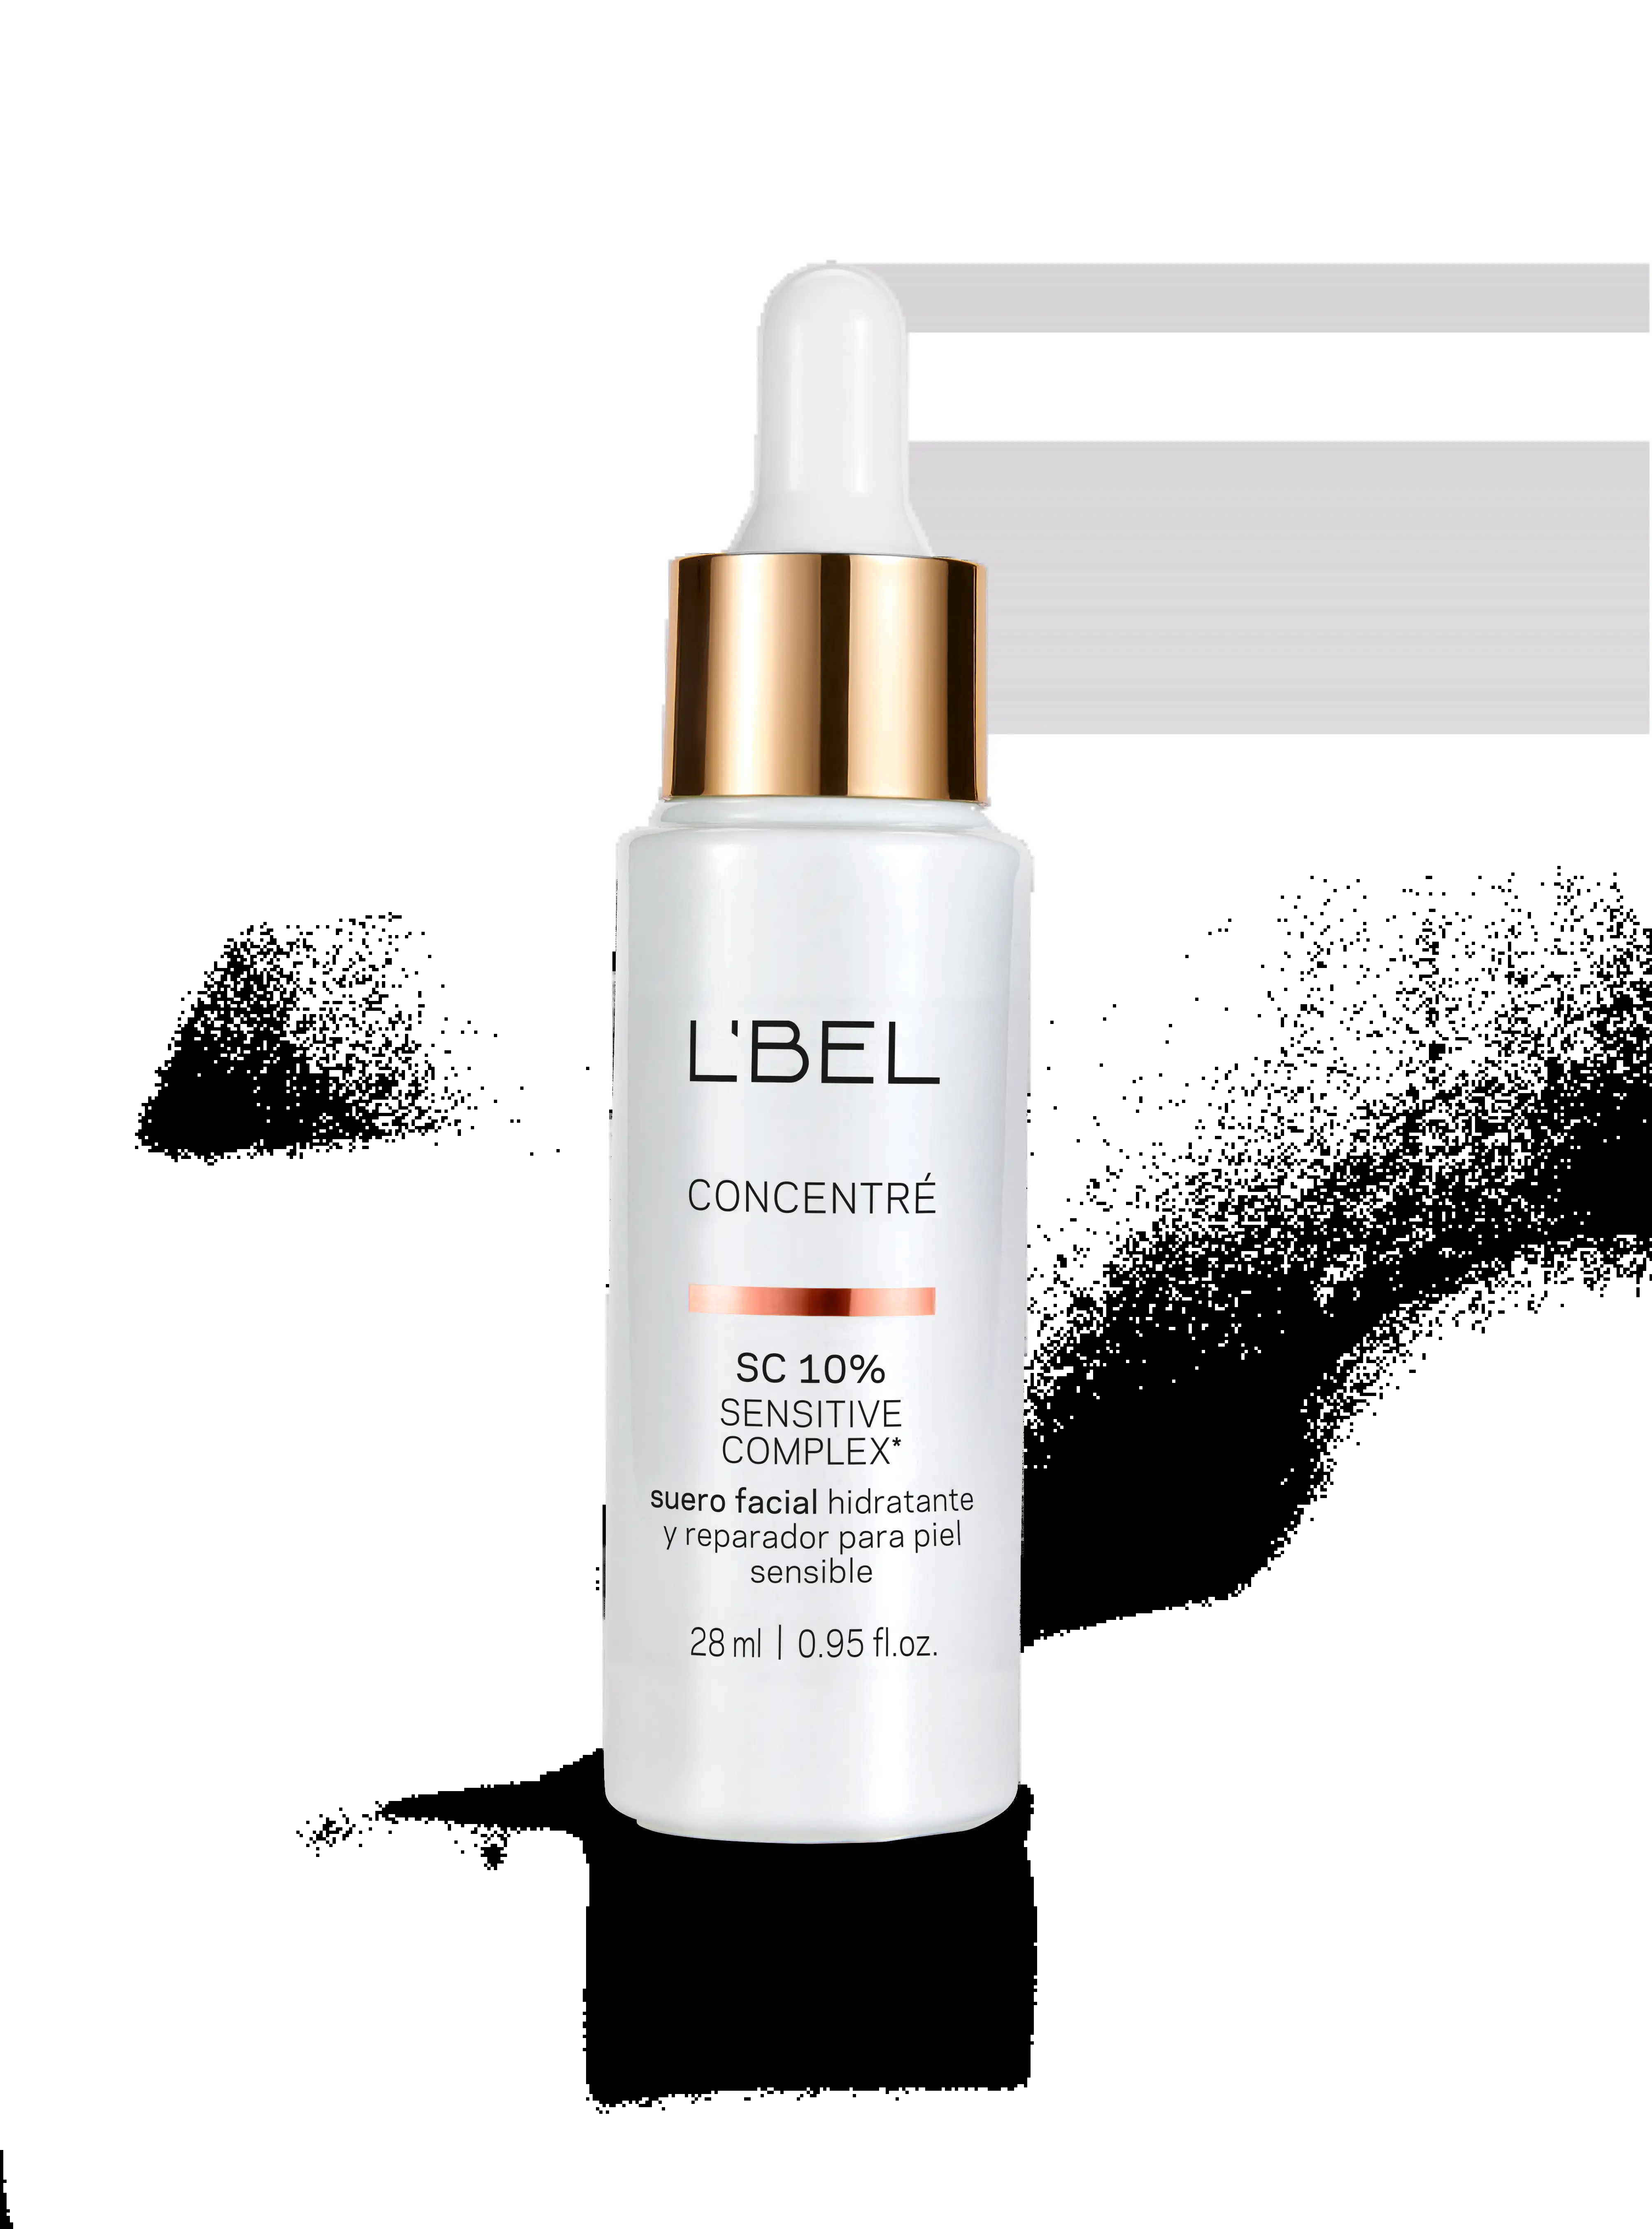 L'BEL
CONCENTRÉ
SC 10%
SENSITIVE
COMPLEX*
suero facial hidratante
y reparador para piel
sensible
28 ml | 0.95 fl.oz.